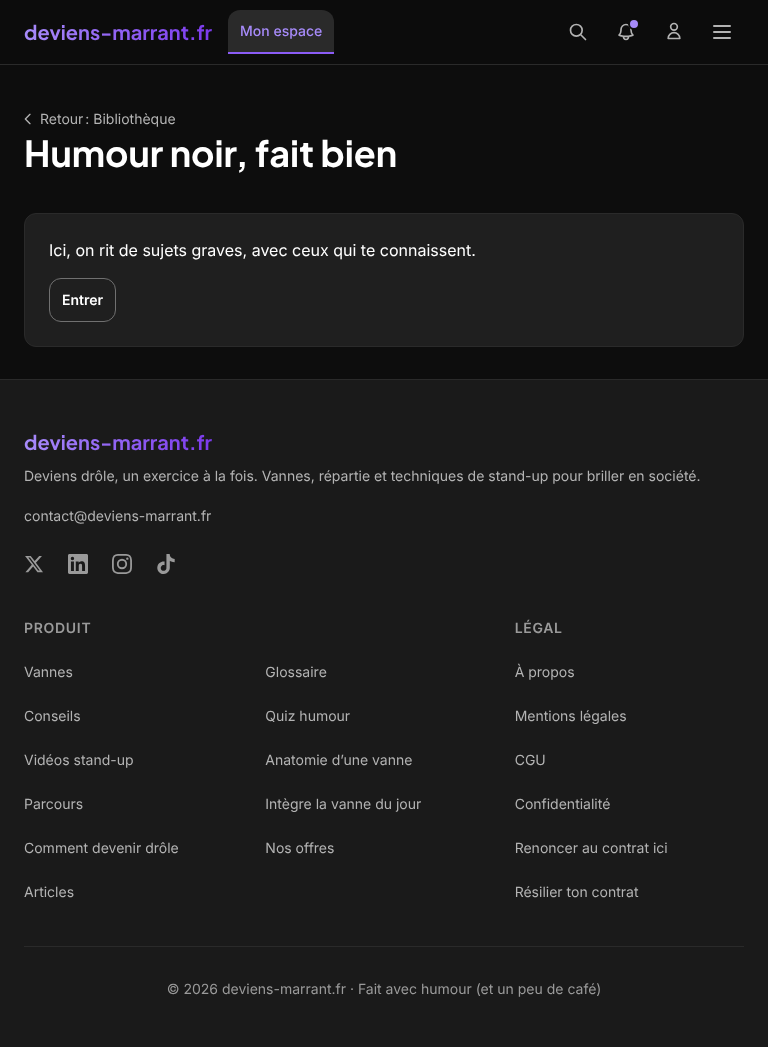 deviens-marrant.fr
Mon espace
Retour : Bibliothèque
Humour noir, fait bien
Ici, on rit de sujets graves, avec ceux qui te connaissent.
Entrer
deviens-marrant.fr
Deviens drôle, un exercice à la fois. Vannes, répartie et techniques de stand-up pour briller en société.
contact@deviens-marrant.fr
PRODUIT
Vannes
Conseils
Vidéos stand-up
Parcours
Comment devenir drôle
Articles
Glossaire
Quiz humour
Anatomie d'une vanne
Intègre la vanne du jour
Nos offres
LÉGAL
À propos
Mentions légales
CGU
Confidentialité
Renoncer au contrat ici
Résilier ton contrat
© 2026 deviens-marrant.fr · Fait avec humour (et un peu de café)